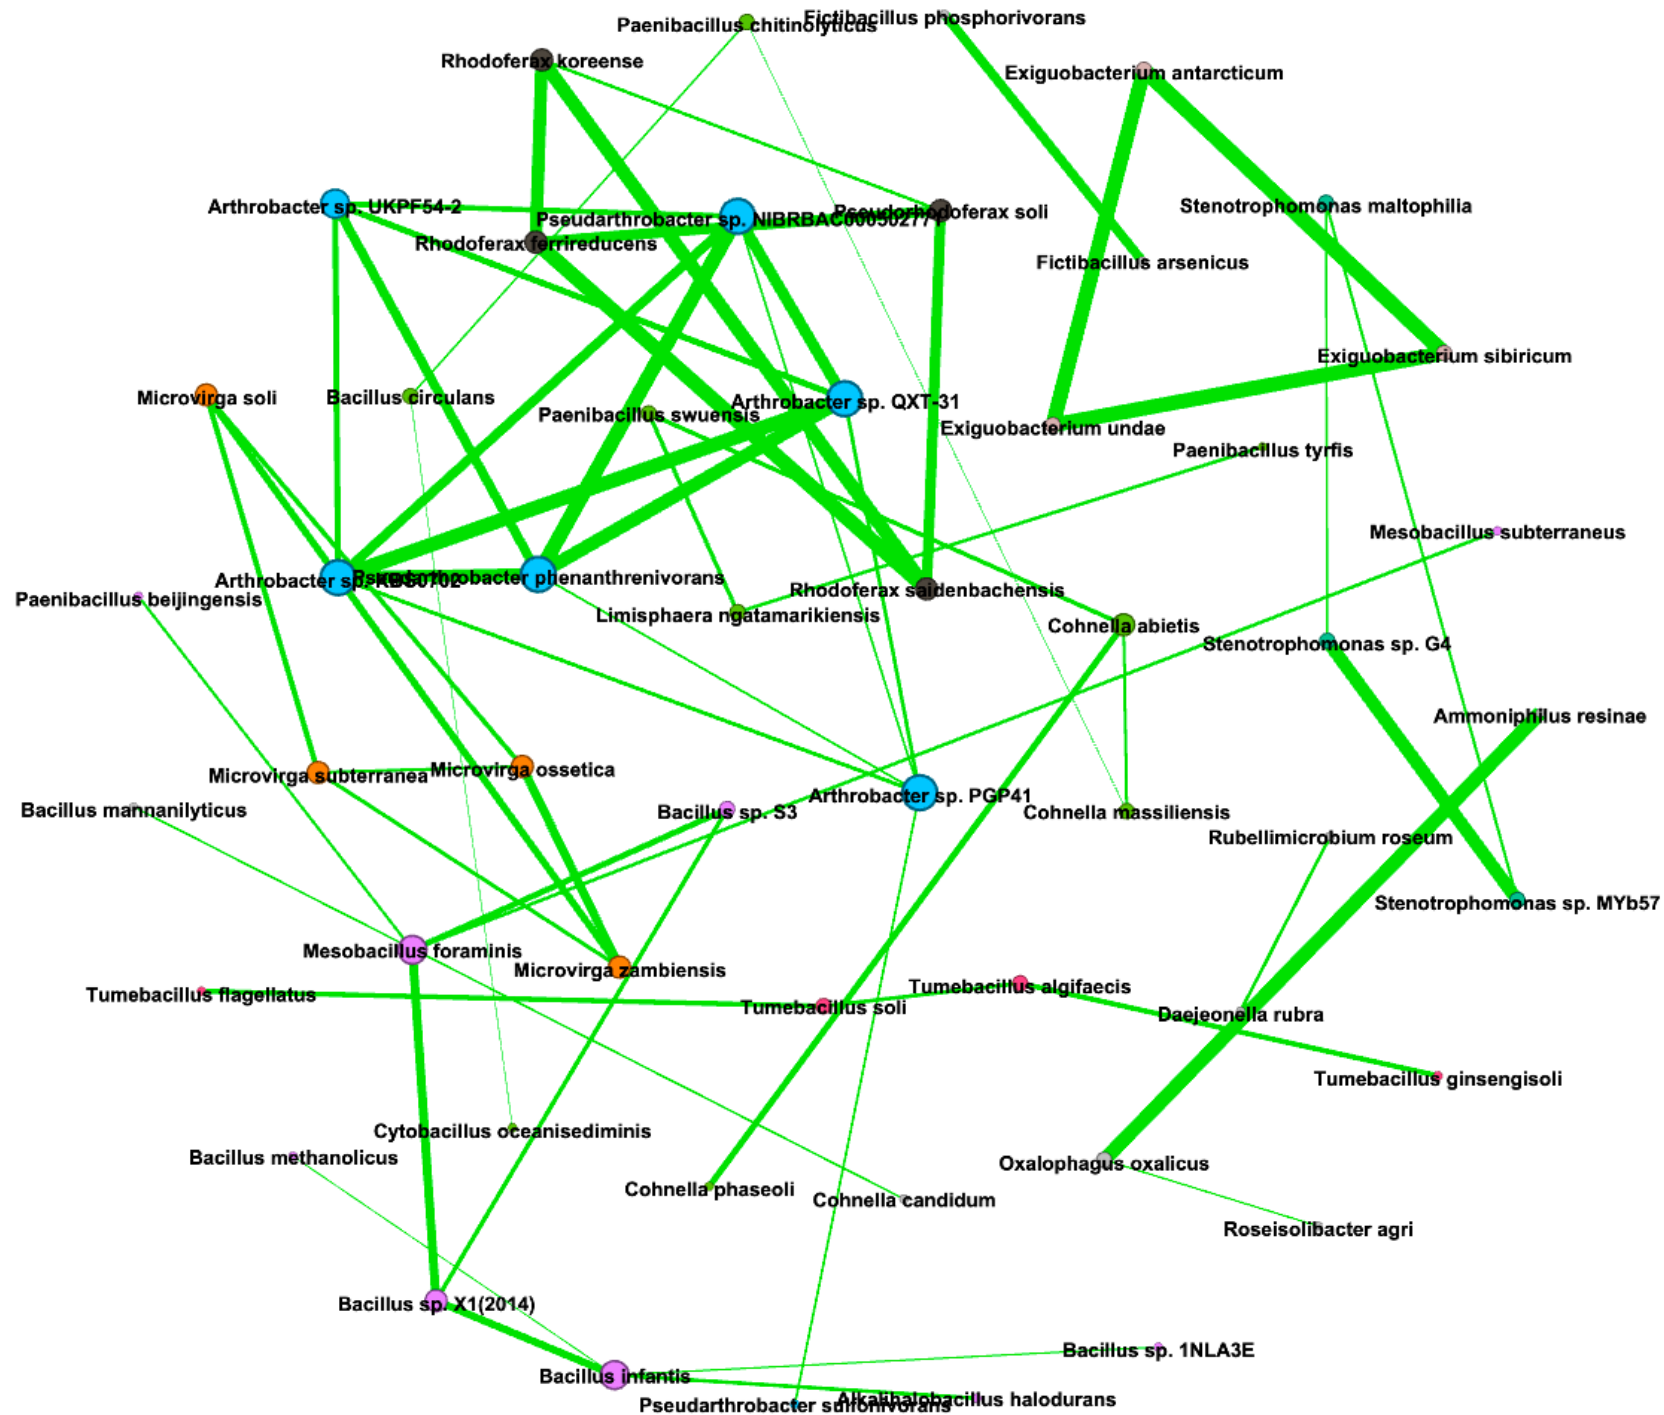 Fictibacillus phosphorivorans
Paenibacillus chitinolyticus
Rhodoferax koreense
Exiguobacterium antarcticum
Arthrobacter sp. UKPF54-2
Stenotrophomonas maltophilia
Pseudorhodoferax soli
Pseudarthrobacter sp. NIBRBAC000502771
Rhodoferax ferrireducens
Fictibacillus arsenicus
Exiguobacterium sibiricum
Microvirga soli
Bacillus circulans
Arthrobacter sp. QXT-31
Paenibacillus swuensis
Exiguobacterium undae
Paenibacillus tyrfis
Mesobacillus subterraneus
Pseudarthrobacter phenanthrenivorans
Arthrobacter sp. KBS0702
Rhodoferax saidenbachensis
Paenibacillus beijingensis
Limisphaera ngatamarikiensis
Cohnella abietis
Stenotrophomonas sp. G4
Ammoniphilus resinae
Microvirga ossetica
Microvirga subterranea
Arthrobacter sp. PGP41
Bacillus mannanilyticus
Bacillus sp. S3
Cohnella massiliensis
Rubellimicrobium roseum
Stenotrophomonas sp. MYb57
Mesobacillus foraminis
Microvirga zambiensis
Tumebacillus algifaecis
Tumebacillus flagellatus
Tumebacillus soli
Daejeonella rubra
Tumebacillus ginsengisoli
Cytobacillus oceanisediminis
Bacillus methanolicus
Oxalophagus oxalicus
Cohnella phaseoli
Cohnella candidum
Roseisolibacter agri
Bacillus sp. X1(2014)
Bacillus sp. 1NLA3E
Bacillus infantis
Alkalihalobacillus halodurans
Pseudarthrobacter sulfonivorans